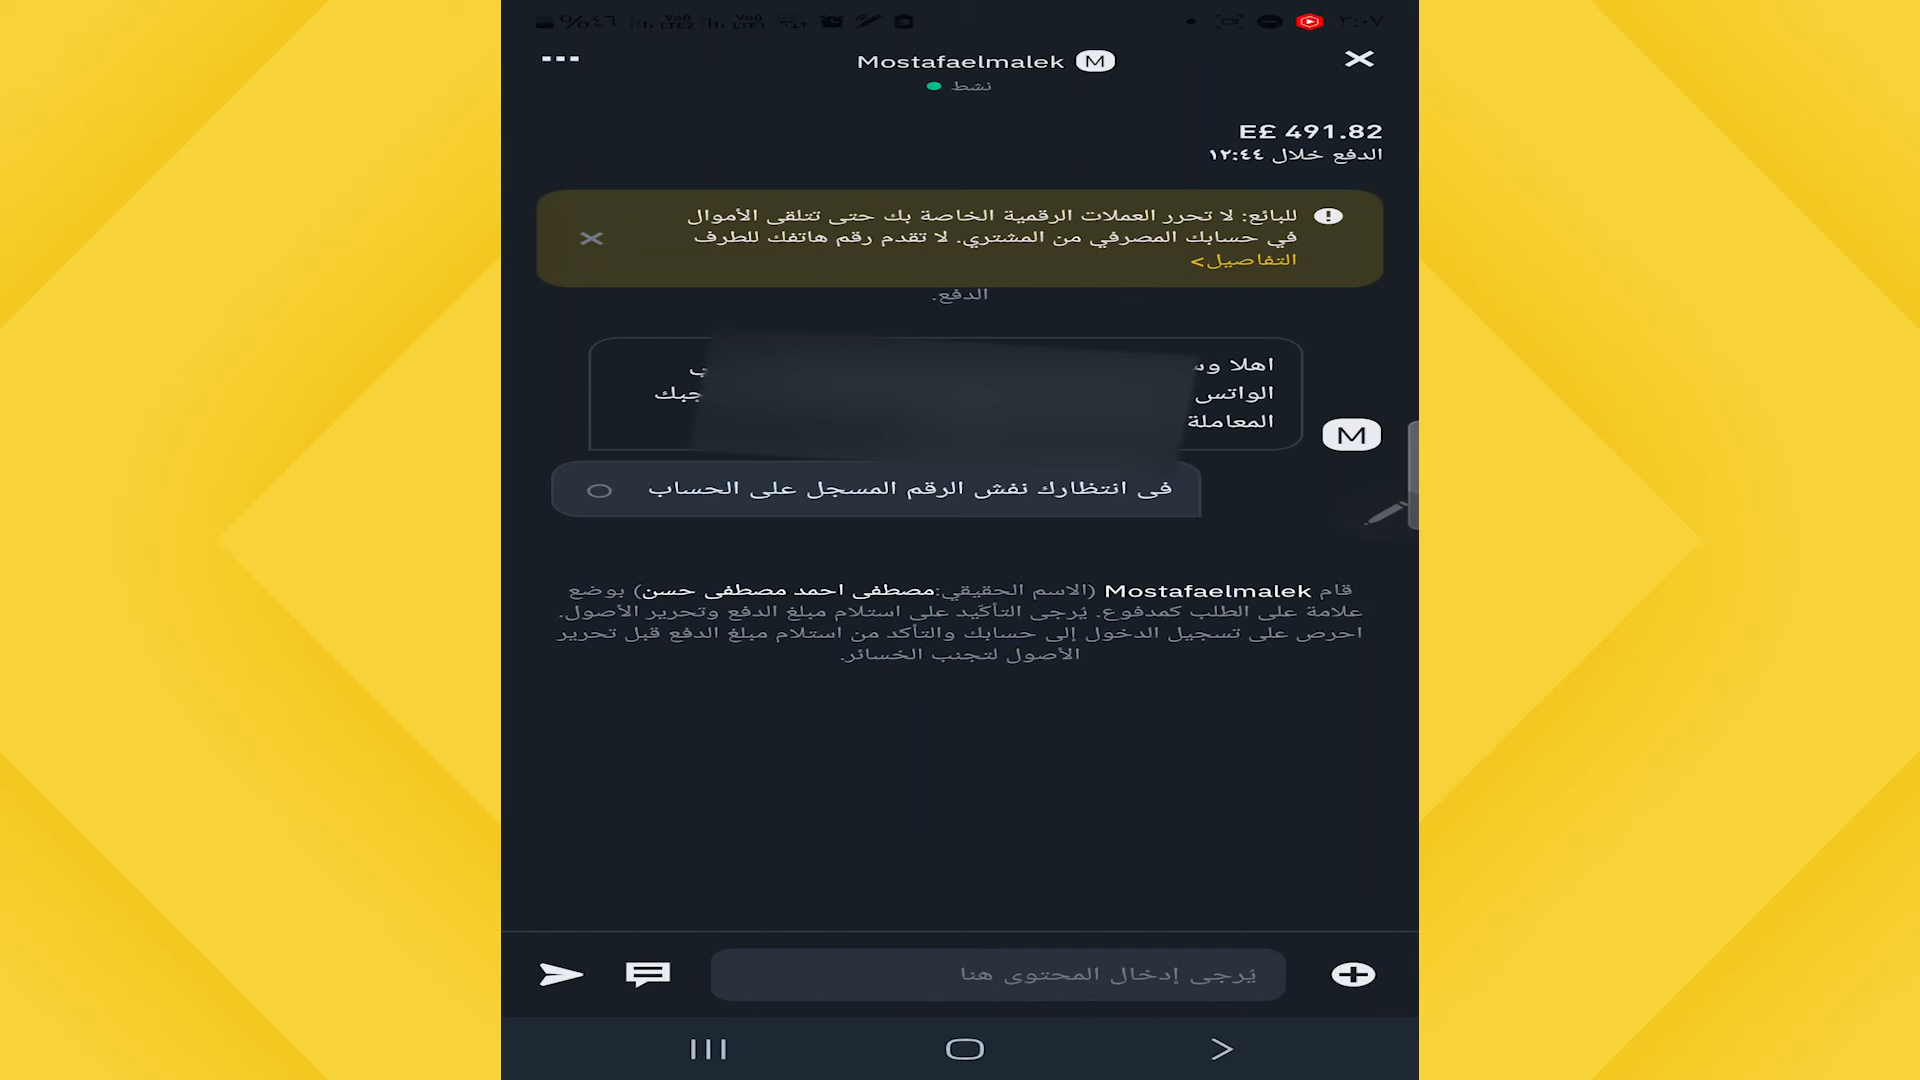 ٣:٠٧
%٤٦
Mostafaelmalek M
نشط
E£ 491.82
الدفع خلال ١٢:٤٤
للبائع: لا تحرر العملات الرقمية الخاصة بك حتى تتلقى الأموال
في حسابك المصرفي من المشتري. لا تقدم رقم هاتفك للطرف
التفاصيل>
الدفع.
اهلا
الواتس
المعاملة
M
فى انتظارك نفش الرقم المسجل على الحساب
قام Mostafaelmalek (الاسم الحقيقي:مصطفى احمد مصطفى حسن) بوضع
علامة على الطلب كمدفوع. يُرجى التأكيد على استلام مبلغ الدفع وتحرير الأصول.
احرص على تسجيل الدخول إلى حسابك والتأكد من استلام مبلغ الدفع قبل تحرير
الأصول لتجنب الخسائر.
يُرجى إدخال المحتوى هنا